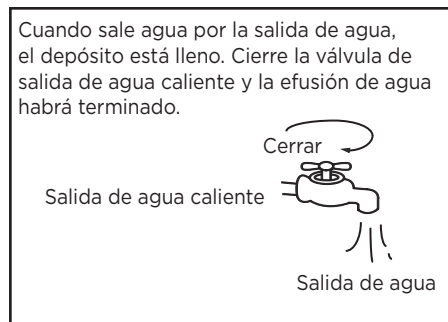 Cuando sale agua por la salida de agua,
el depósito está lleno. Cierre la válvula de
salida de agua caliente y la efusión de agua
habrá terminado.
Cerrar
Salida de agua caliente
Salida de agua